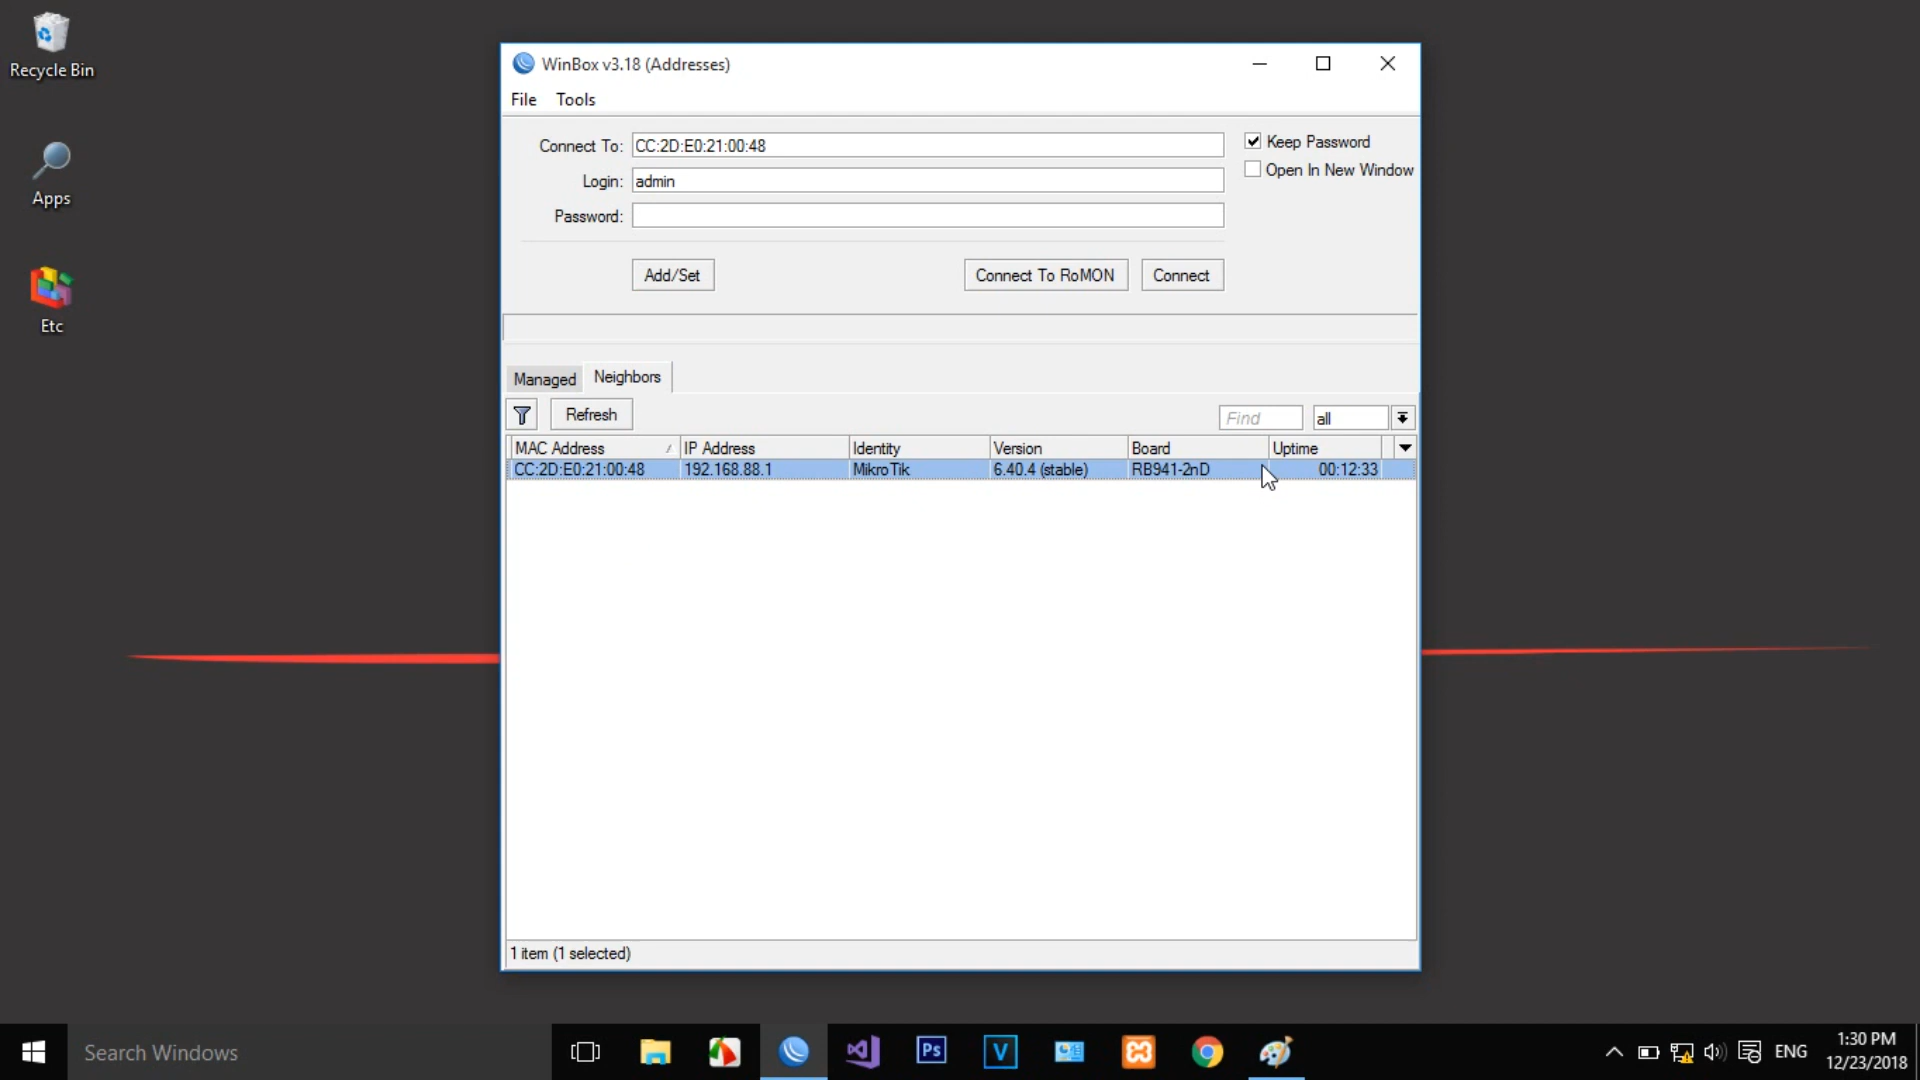 Recycle Bin
Apps
Etc
WinBox v3.18 (Addresses)
File Tools
Connect To: CC:2D:E0:21:00:48
Keep Password
Login: admin
Open In New Window
Password:
Add/Set Connect To RoMON Connect
Managed Neighbors
Refresh Find all
MAC Address IP Address Identity Version Board Uptime
CC:2D:E0:21:00:48 192.168.88.1 MikroTik 6.40.4 (stable) RB941-2nD 00:12:33
1 item (1 selected)
Search Windows
Ps
V
ENG
1:30 PM
12/23/2018